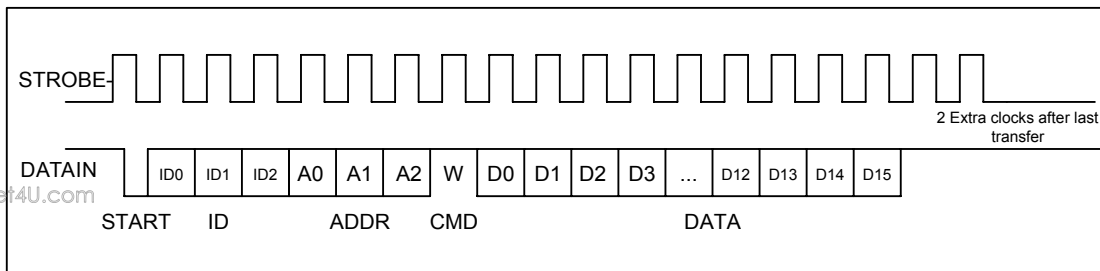 STROBE-
2 Extra clocks after last
transfer
DATAIN ID0 ID1 ID2 A0 A1 A2 W D0 D1 D2 D3 ... D12 D13 D14 D15
et4U.com
START ID ADDR CMD DATA